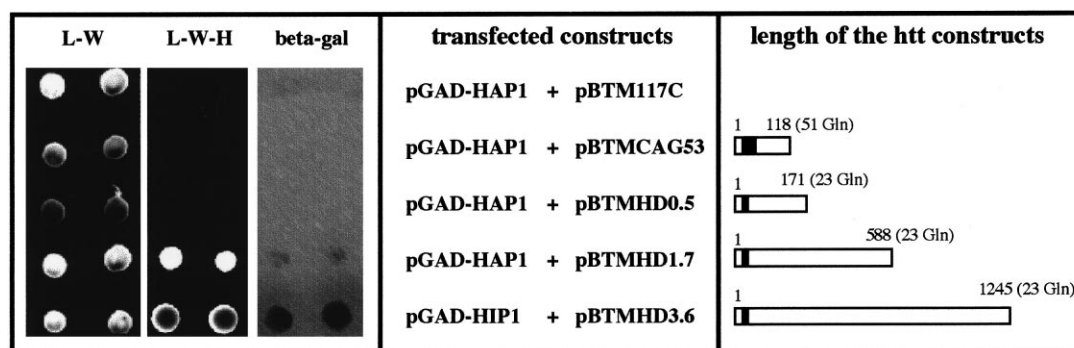 L-W L-W-H beta-gal transfected constructs length of the htt constructs
pGAD-HAP1 + pBTM117C
1 118 (51 Gln)
pGAD-HAP1 + pBTMCAG53
1 171 (23 Gln)
pGAD-HAP1 + pBTMHD0.5
1 588 (23 Gln)
pGAD-HAP1 + pBTMHD1.7
1 1245 (23 Gln)
pGAD-HIP1 + pBTMHD3.6